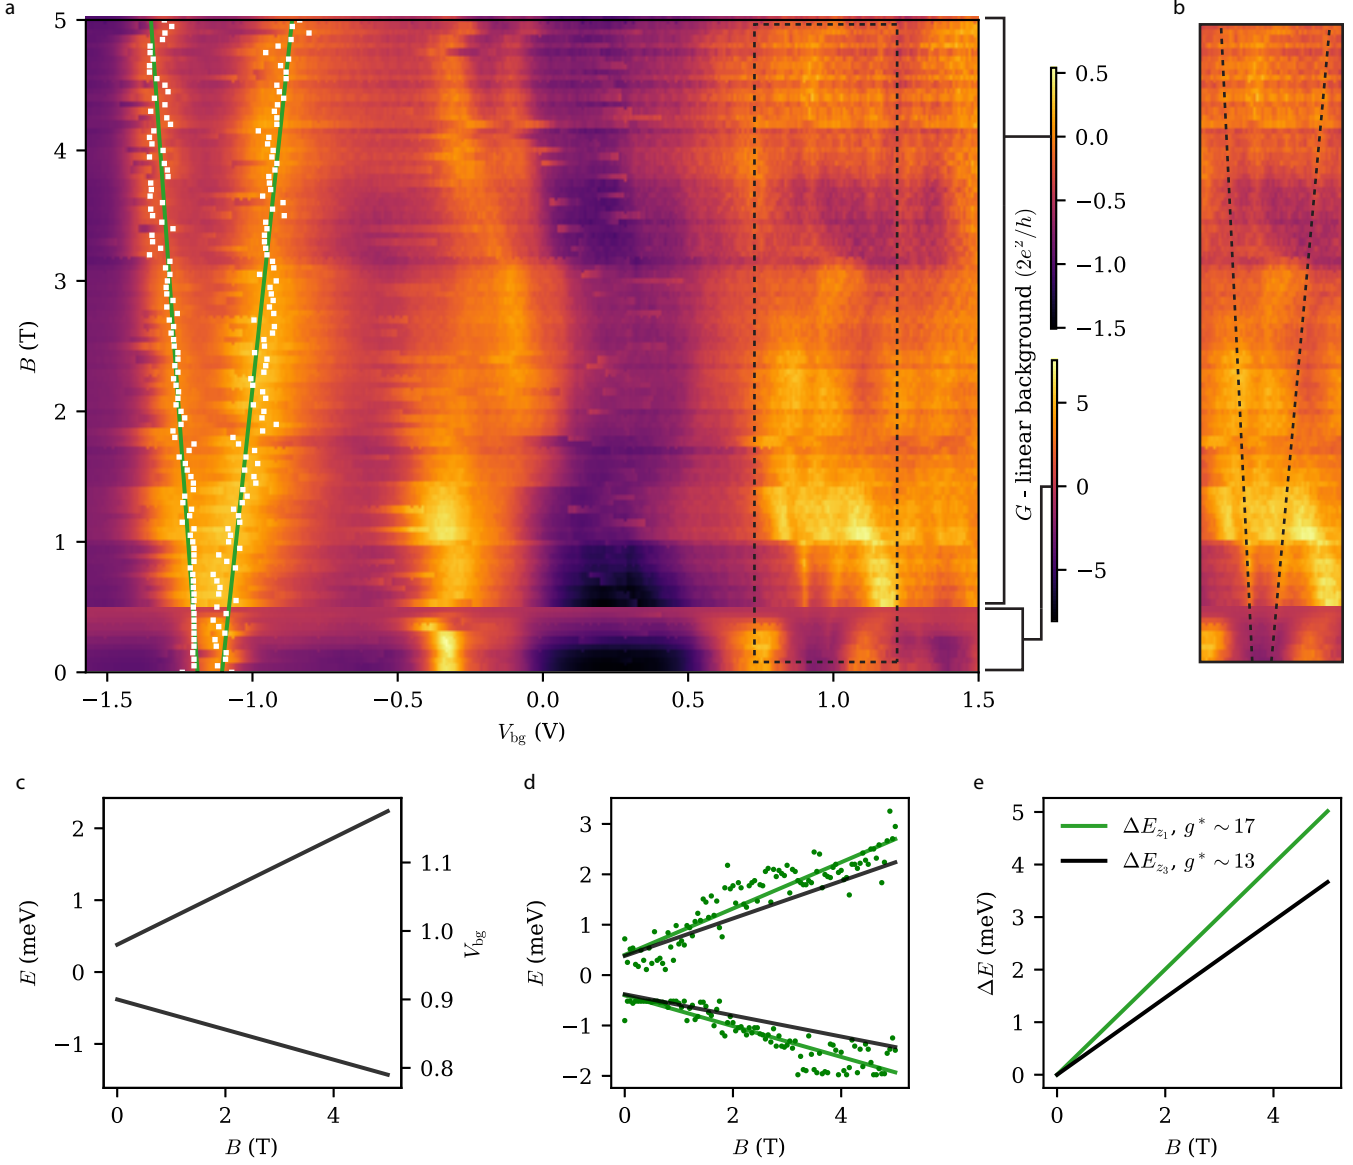 a
b
5
4
3
2
1
0
B (T)
−1.5
−1.0
−0.5
0.0
0.5
1.0
1.5
V_bg (V)
0.5
0.0
−0.5
−1.0
−1.5
5
0
−5
G - linear background (2e²/h)
c
2
1
0
−1
E (meV)
1.1
1.0
0.9
0.8
V_bg
0
2
4
B (T)
d
3
2
1
0
−1
−2
E (meV)
0
2
4
B (T)
e
5
4
3
2
1
0
ΔE (meV)
ΔE_z₁, g* ∼ 17
ΔE_z₃, g* ∼ 13
0
2
4
B (T)